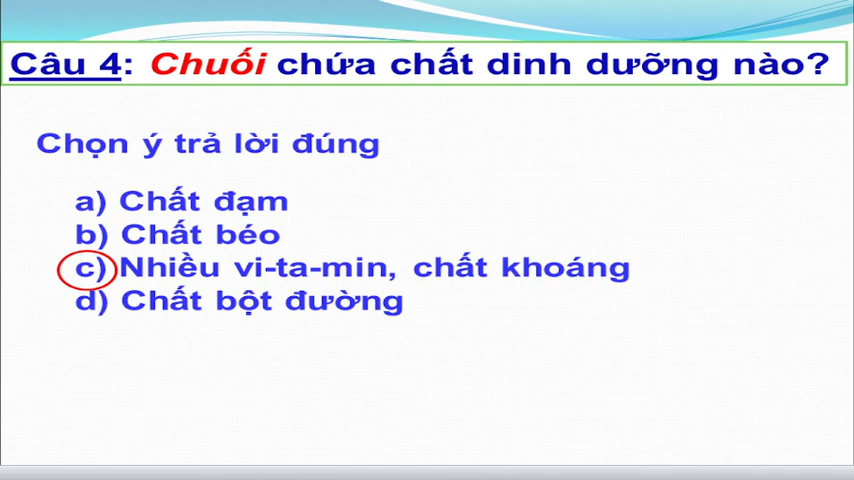 Câu 4: Chuối chứa chất dinh dưỡng nào?
Chọn ý trả lời đúng
a) Chất đạm
b) Chất béo
c) Nhiều vi-ta-min, chất khoáng
d) Chất bột đường